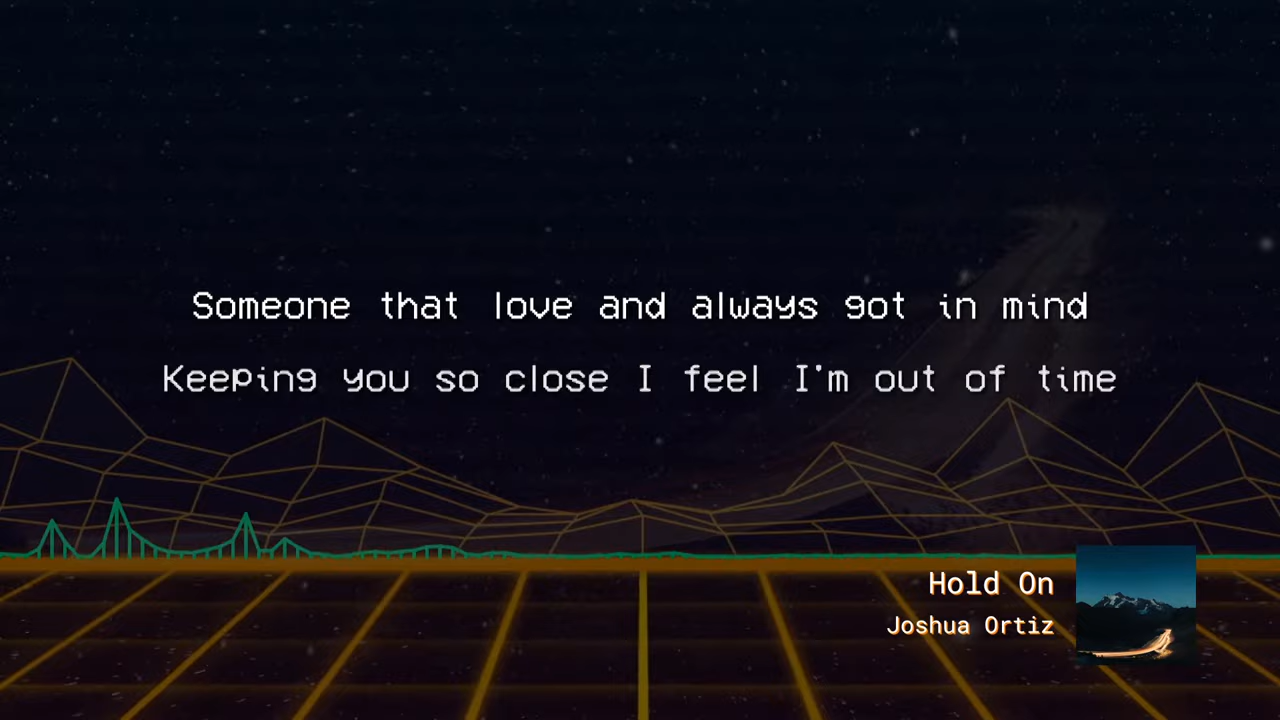 Someone that love and always got in mind
Keeping you so close I feel I'm out of time
Hold On
Joshua Ortiz